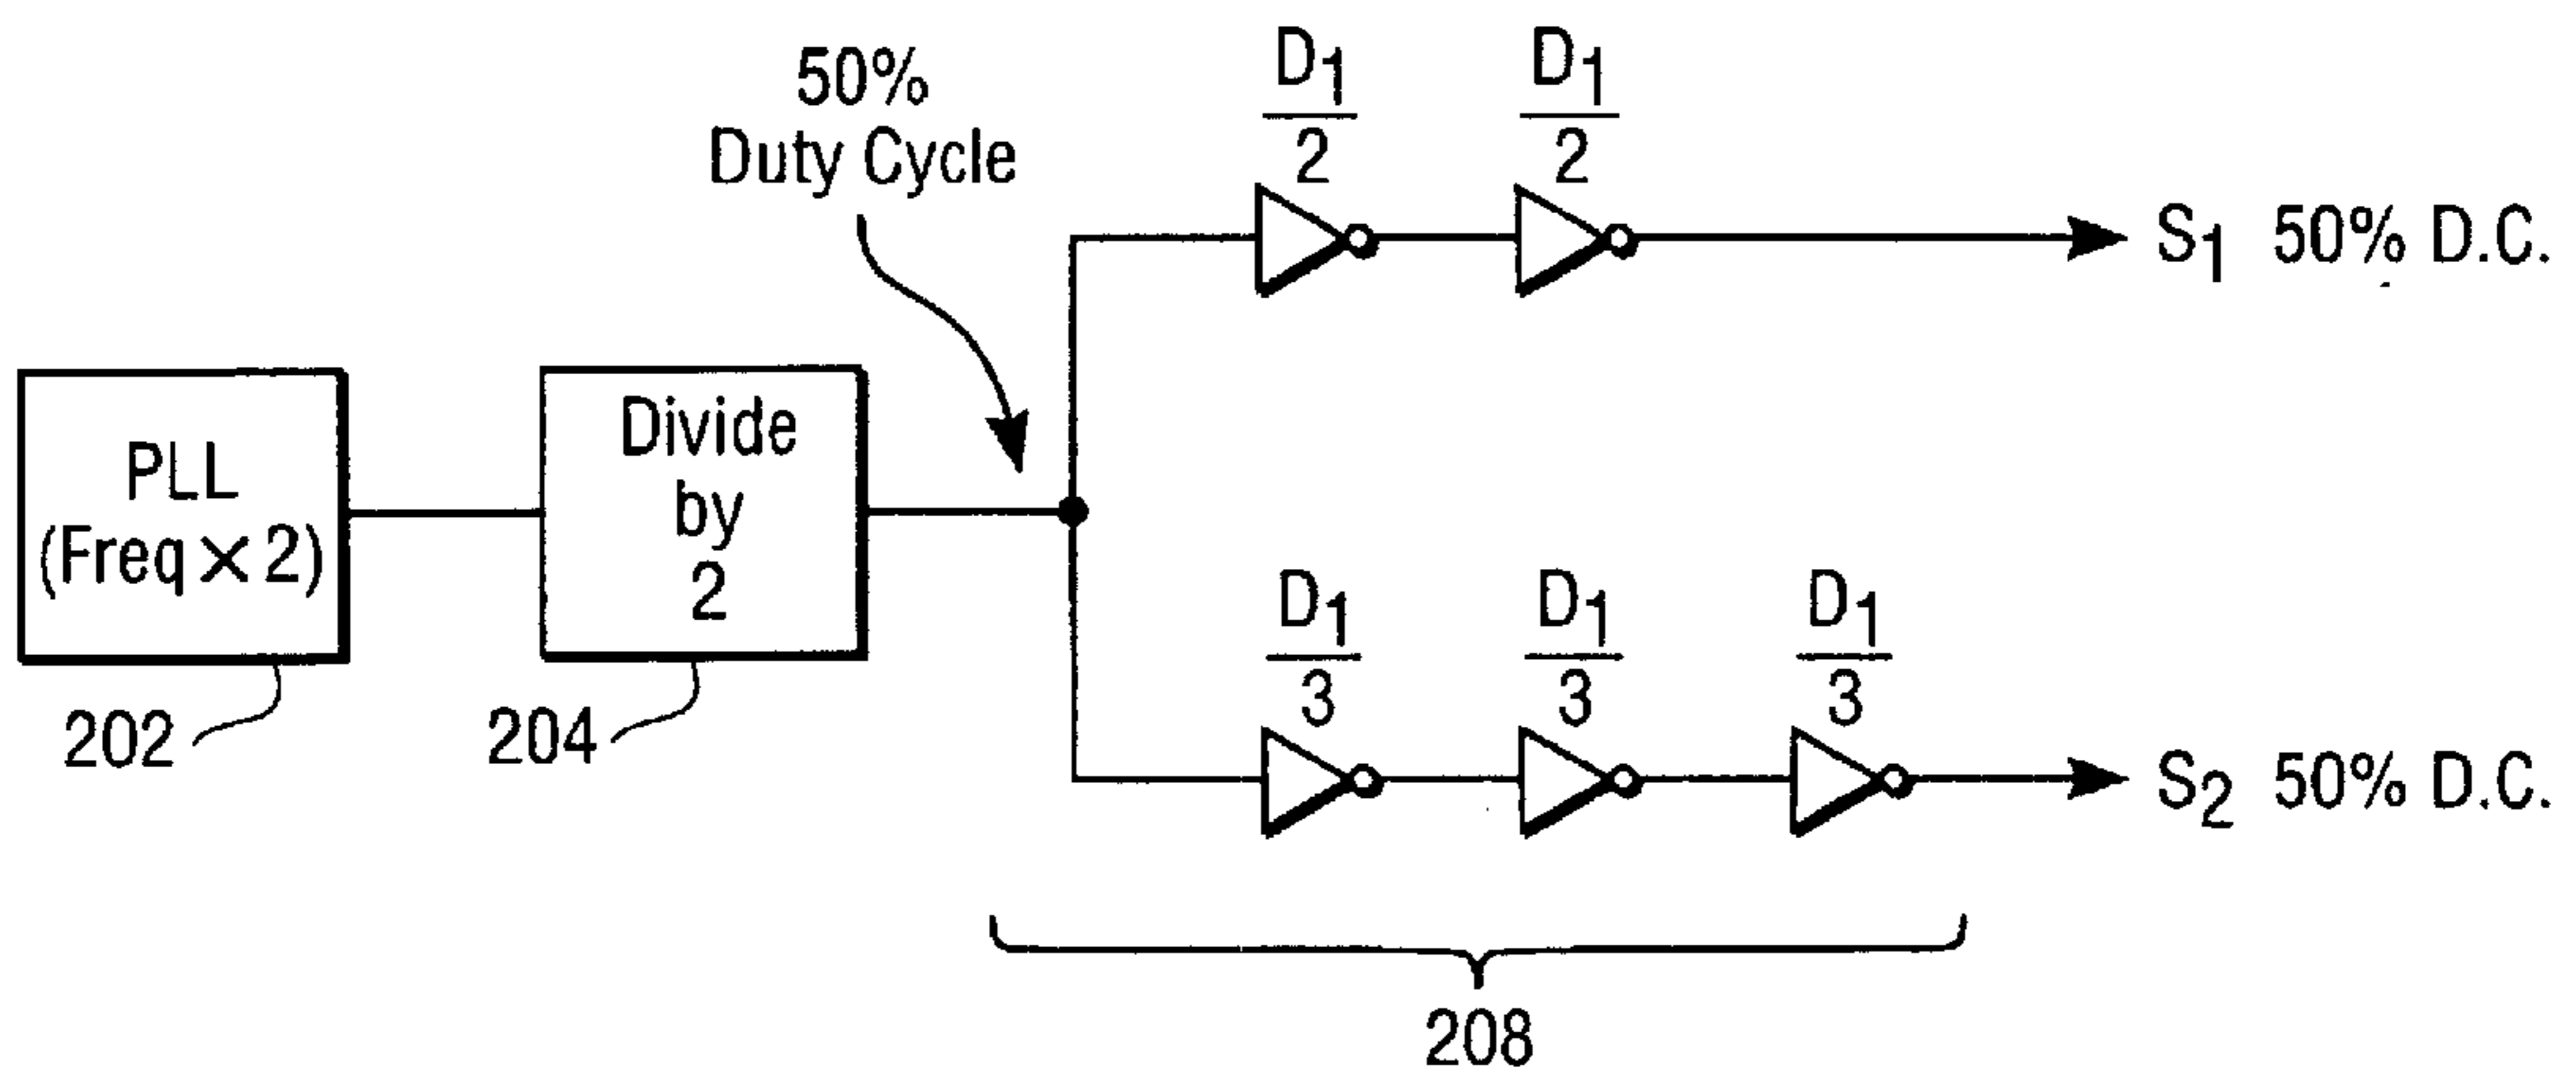 50%
Duty Cycle
D1
2
D1
2
S1 50% D.C.
PLL
(Freq × 2)
202
Divide
by
2
204
D1
3
D1
3
D1
3
S2 50% D.C.
208